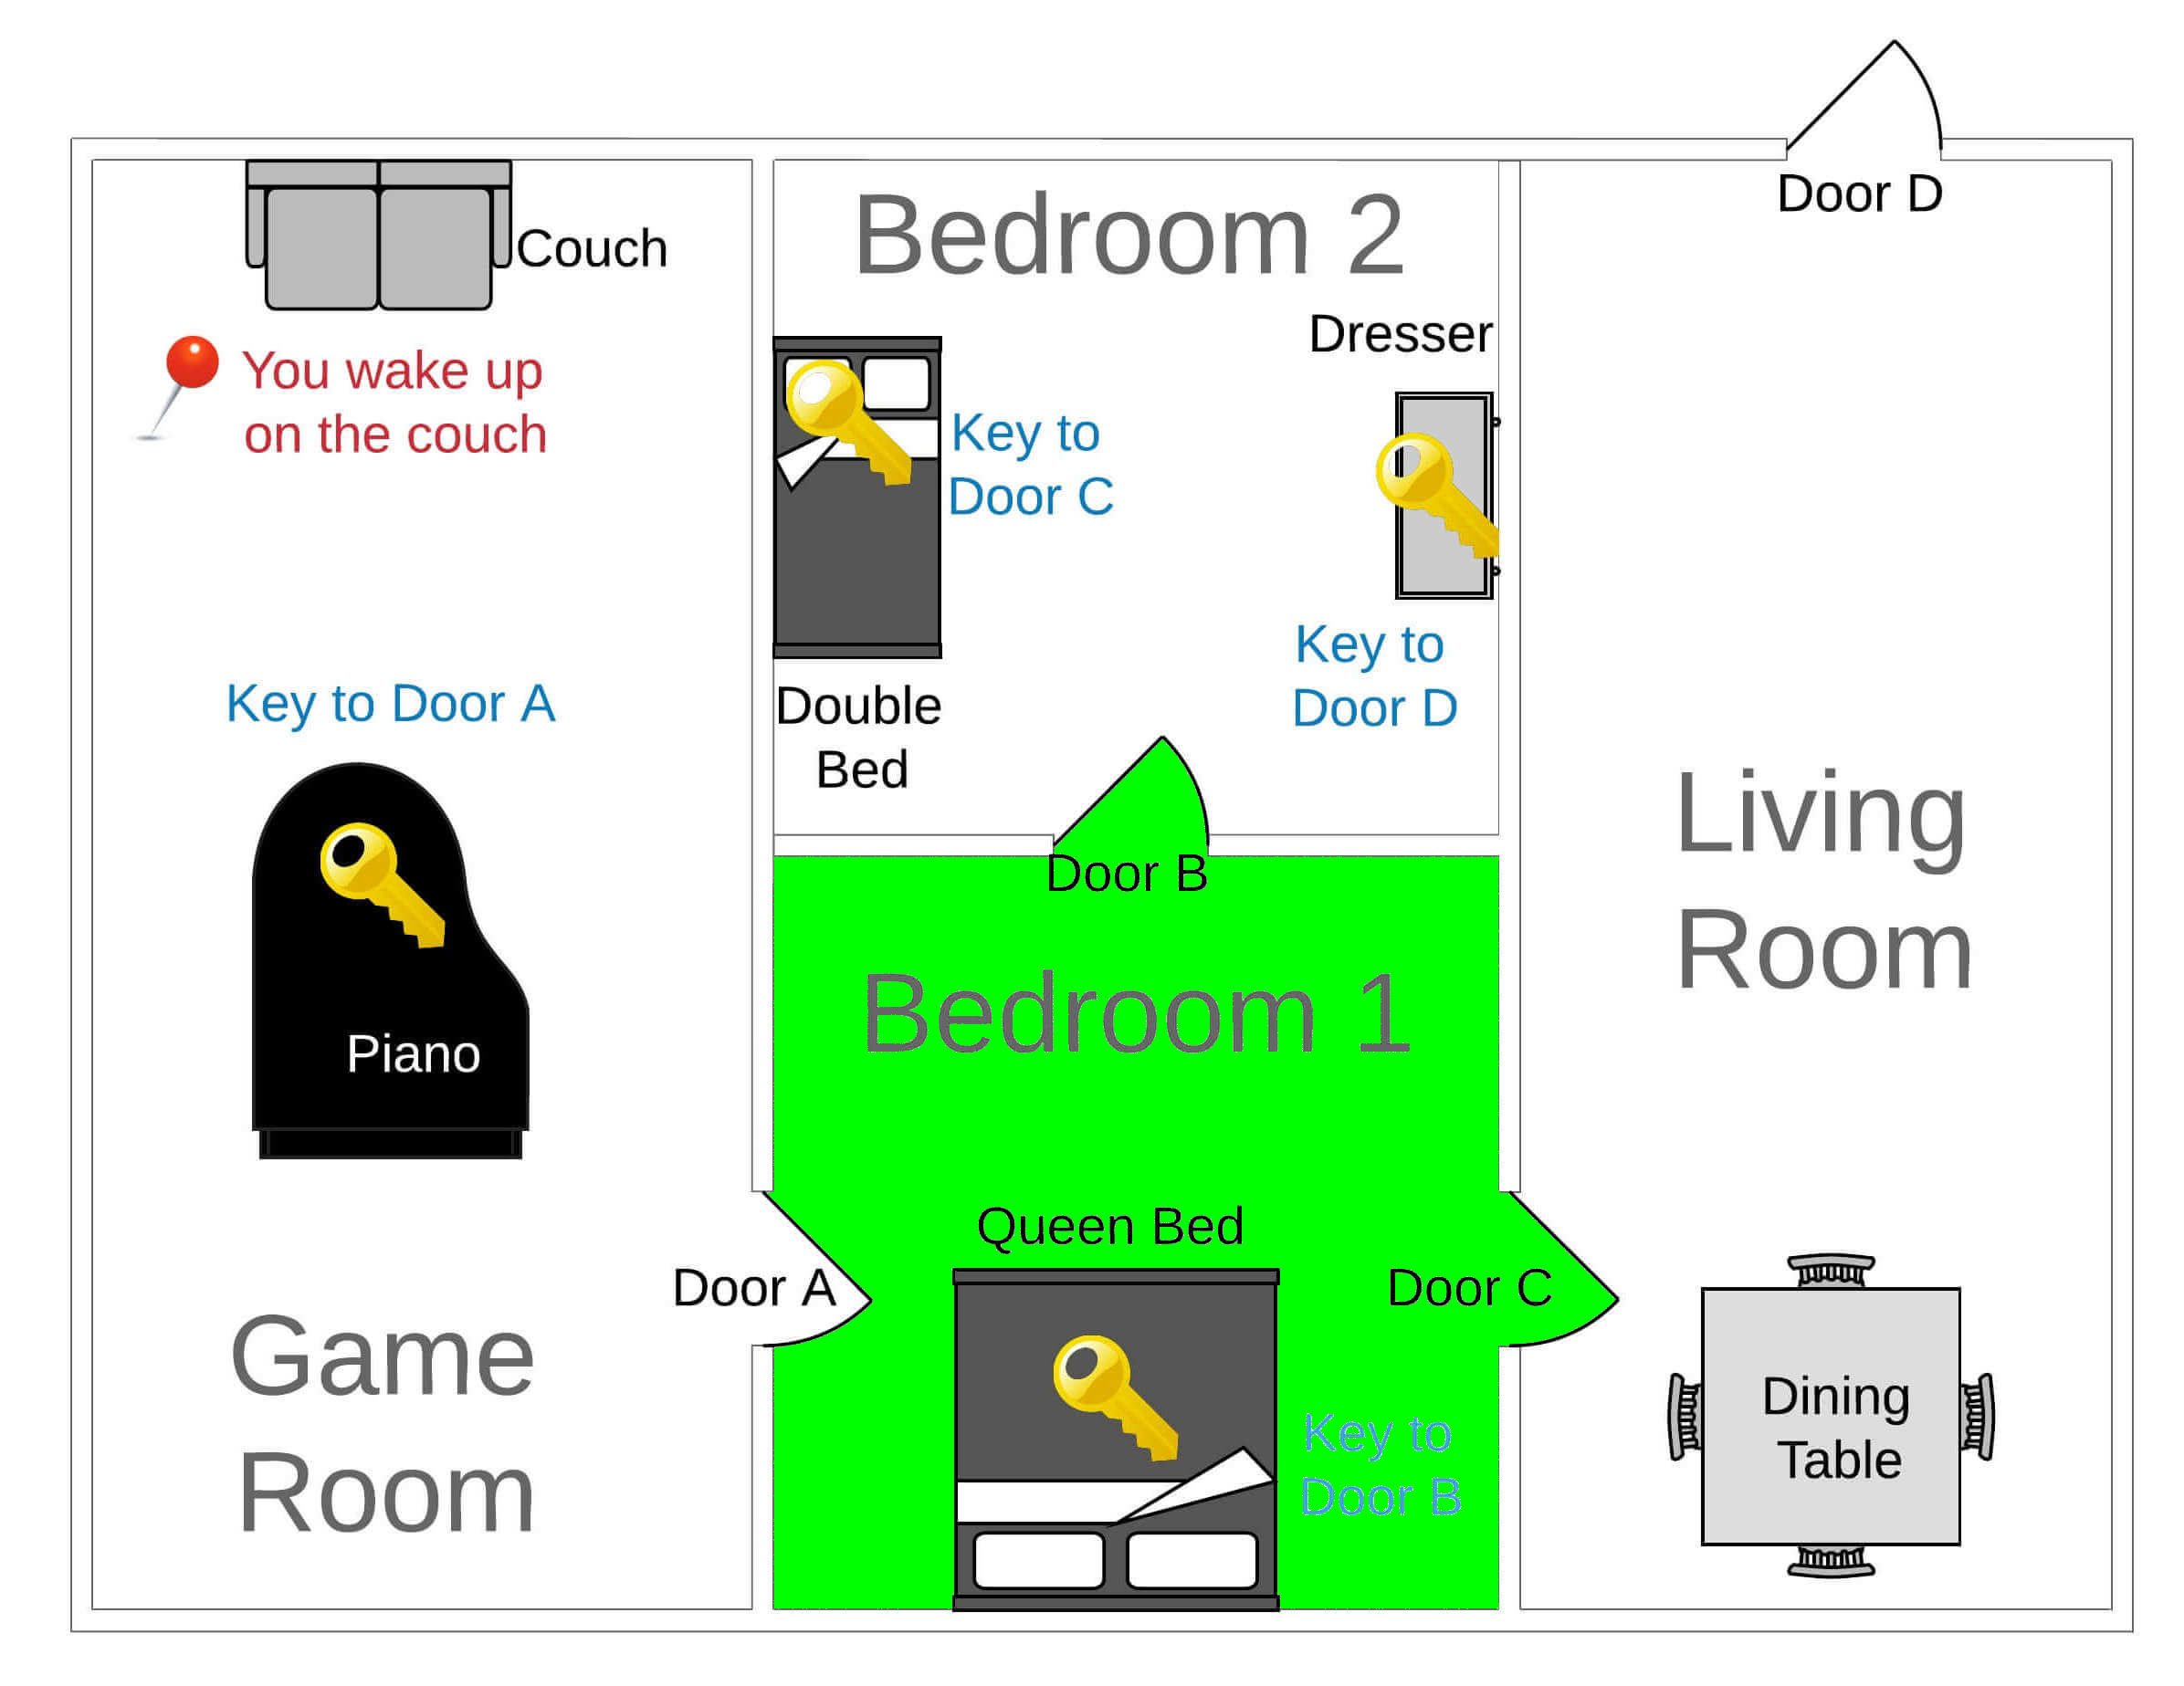 Door D
Couch
Bedroom 2
Dresser
You wake up
on the couch
Key to
Door C
Key to
Door D
Key to Door A
Double
Bed
Door B
Living
Room
Bedroom 1
Piano
Queen Bed
Door A
Door C
Game
Room
Key to
Door B
Dining
Table